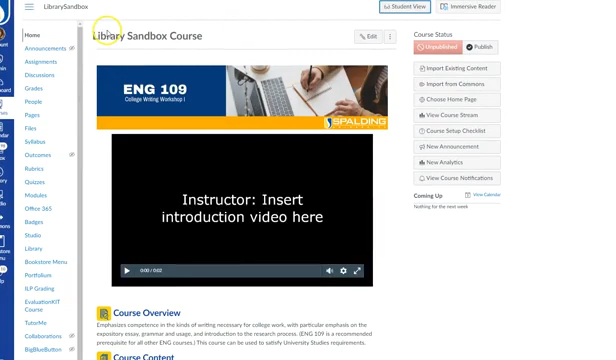 LibrarySandbox
Student View
Immersive Reader
Home
Announcements
Assignments
Discussions
Grades
People
Pages
Files
Syllabus
Outcomes
Rubrics
Quizzes
Modules
Office 365
Badges
Studio
Library
Bookstore Menu
Portfolium
ILP Grading
EvaluationKIT
Course
TutorMe
Collaborations
BigBlueButton
Library Sandbox Course
Edit
ENG 109
College Writing Workshop I
SPALDING
Instructor: Insert
introduction video here
0:00 / 0:02
Course Overview
Emphasizes competence in the kinds of writing necessary for college work, with particular emphasis on the
expository essay, grammar and usage, and introduction to the research process. (ENG 109 is a recommended
prerequisite for all other ENG courses.) This course can be used to satisfy University Studies requirements.
Course Content
Course Status
Unpublished
Publish
Import Existing Content
Import from Commons
Choose Home Page
View Course Stream
Course Setup Checklist
New Announcement
New Analytics
View Course Notifications
Coming Up
View Calendar
Nothing for the next week